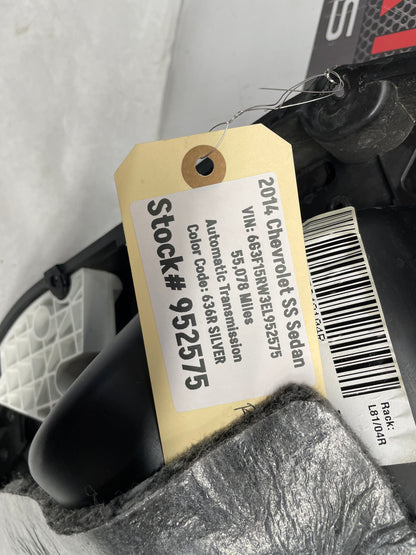 2014 Chevrolet SS Sedan
VIN: 6G3F15RW3EL952575
55,078 Miles
Automatic Transmission
Color Code: 636R SILVER
Stock# 952575
Rack:
L81/04R
S